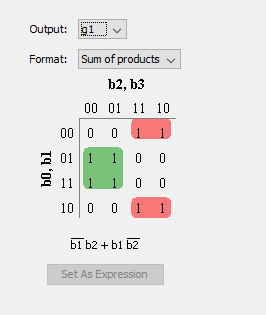 Output: g1
Format: Sum of products
b2, b3
00 01 11 10
b0, b1
00 0 0 1 1
01 1 1 0 0
11 1 1 0 0
10 0 0 1 1
b1̅ b2 + b1 b2̅
Set As Expression